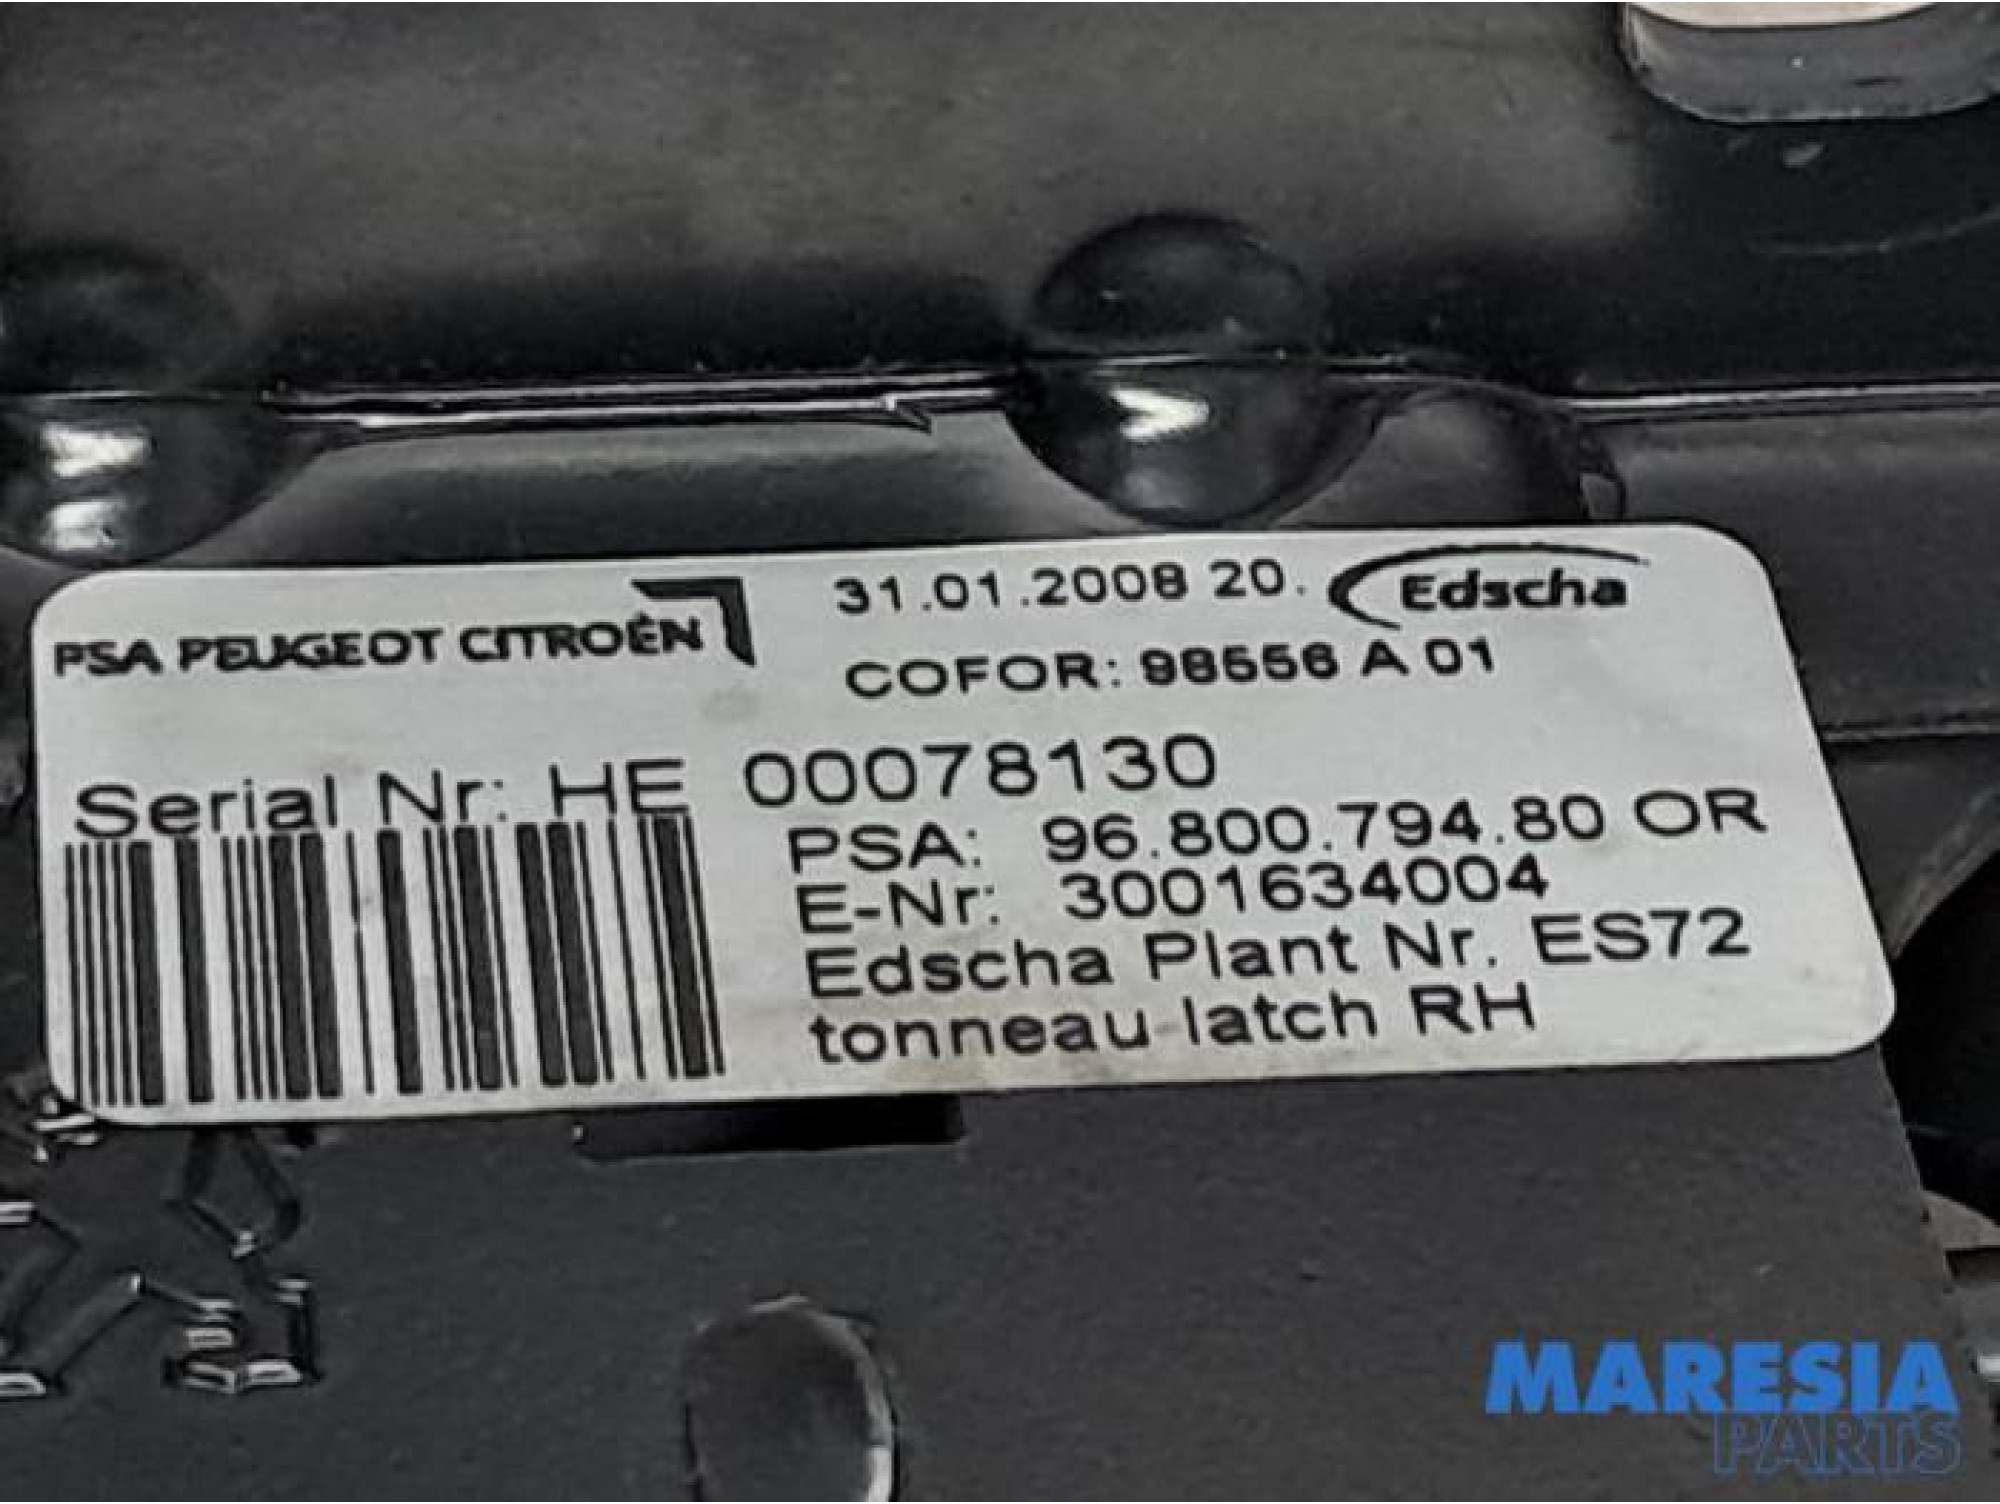 PSA PEUGEOT CITROËN
31.01.2008 20.
Edscha
COFOR: 98556 A 01
Serial Nr: HE 00078130
PSA: 96.800.794.80 OR
E-Nr: 3001634004
Edscha Plant Nr. ES72
tonneau-latch RH
MARESIA
PARTS